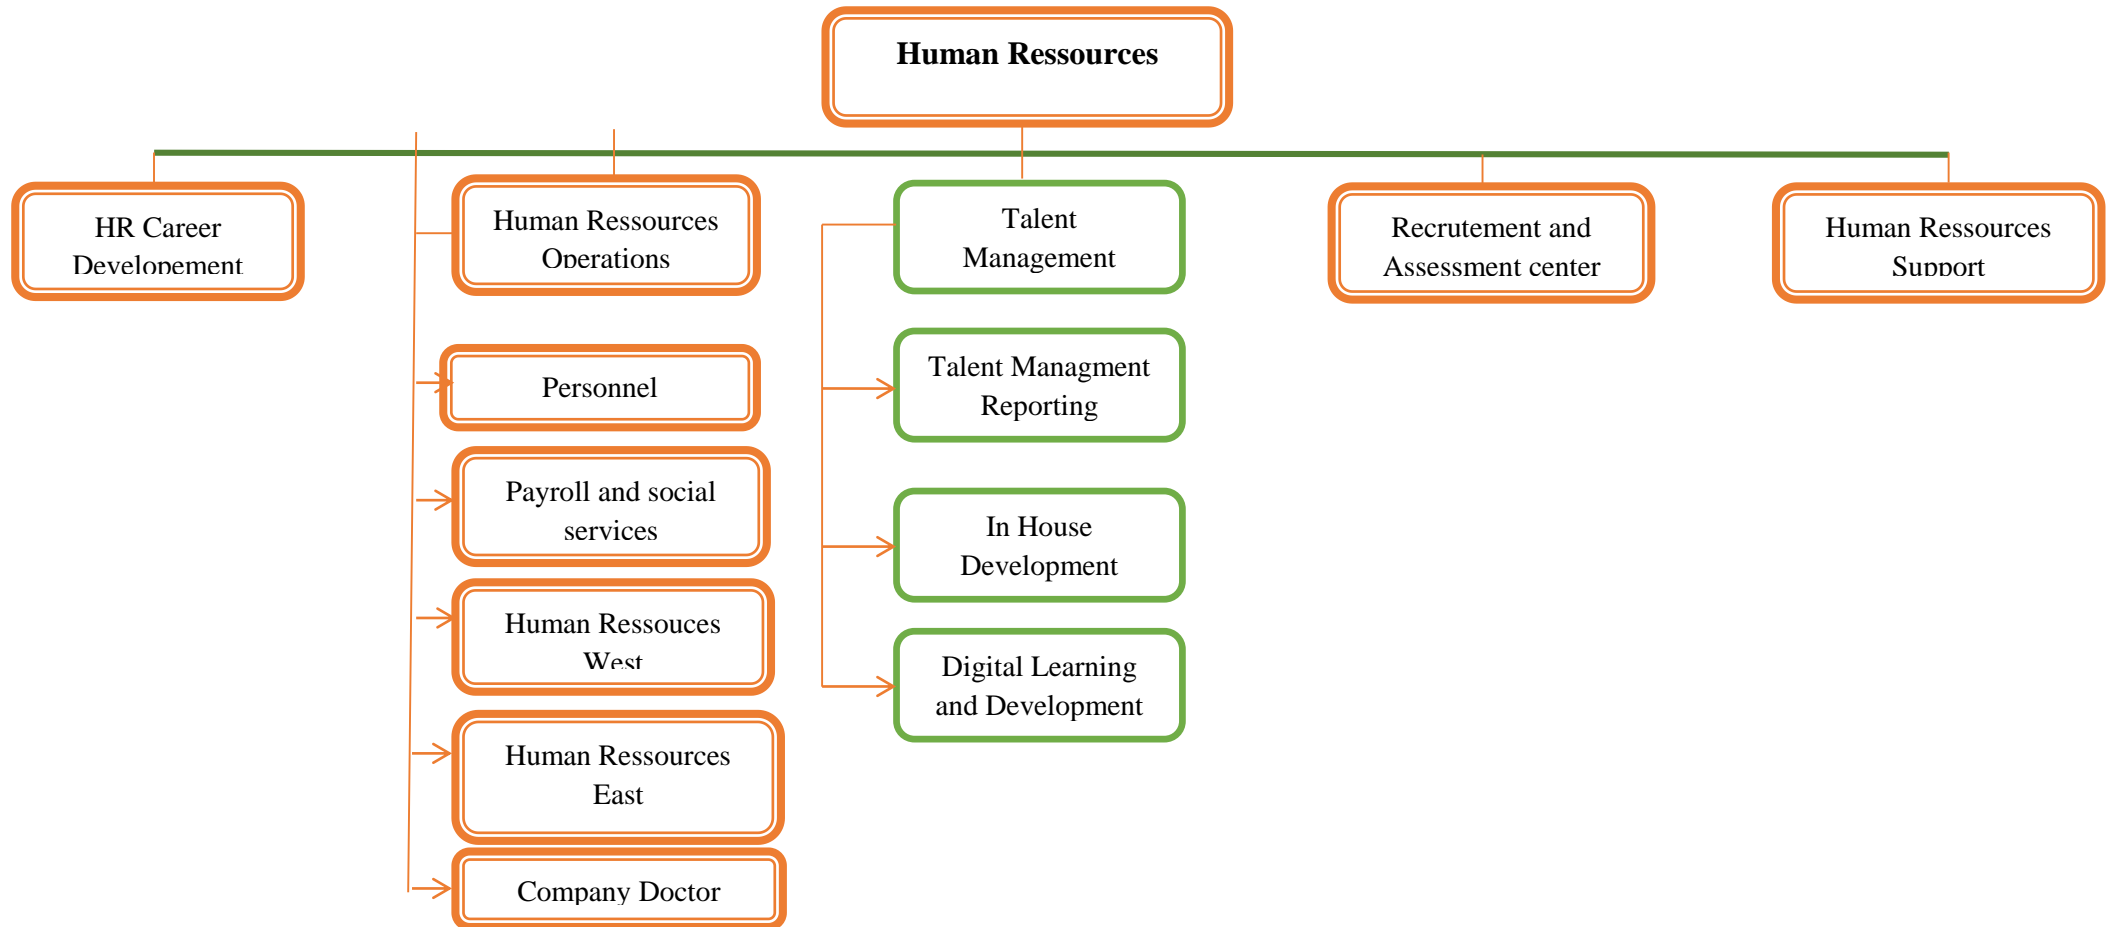 Human Ressources
HR Career
Developement
Human Ressources
Operations
Personnel
Payroll and social
services
Human Ressouces
West
Human Ressources
East
Company Doctor
Talent
Management
Talent Managment
Reporting
In House
Development
Digital Learning
and Development
Recrutement and
Assessment center
Human Ressources
Support